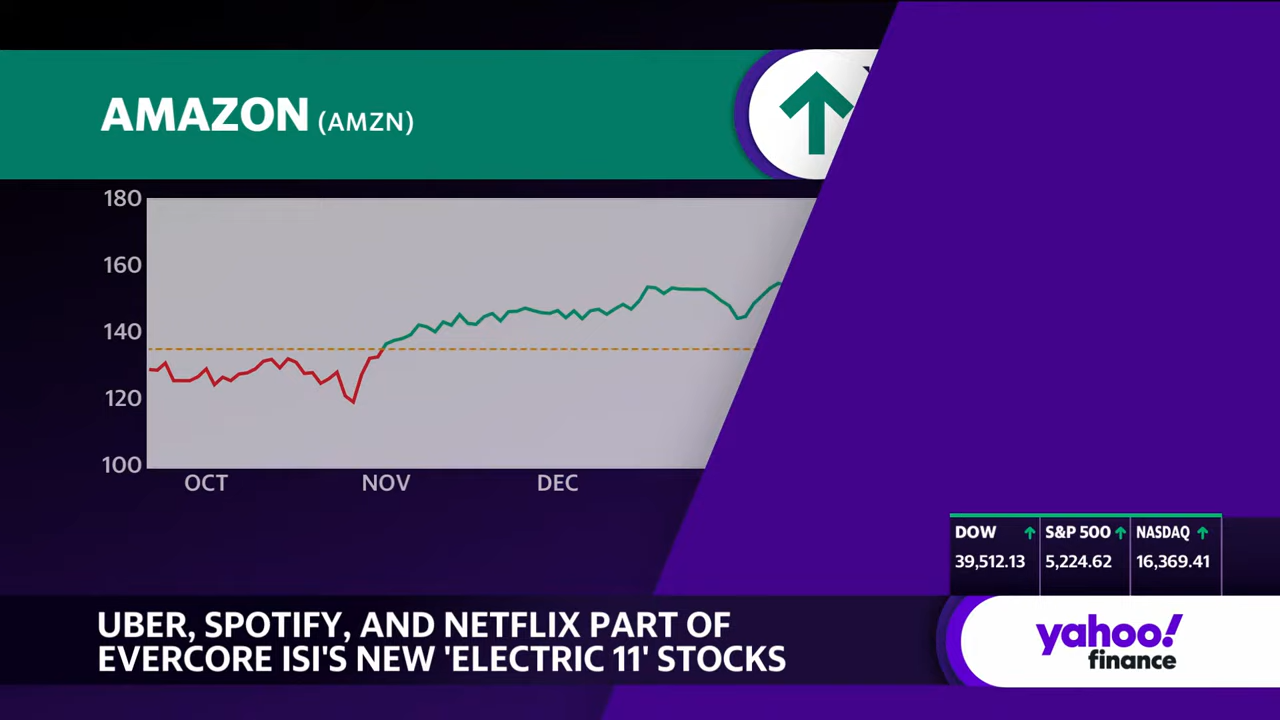 AMAZON (AMZN)
180
160
140
120
100
OCT NOV DEC
DOW S&P 500 NASDAQ
39,512.13 5,224.62 16,369.41
UBER, SPOTIFY, AND NETFLIX PART OF
EVERCORE ISI'S NEW 'ELECTRIC 11' STOCKS
yahoo!
finance